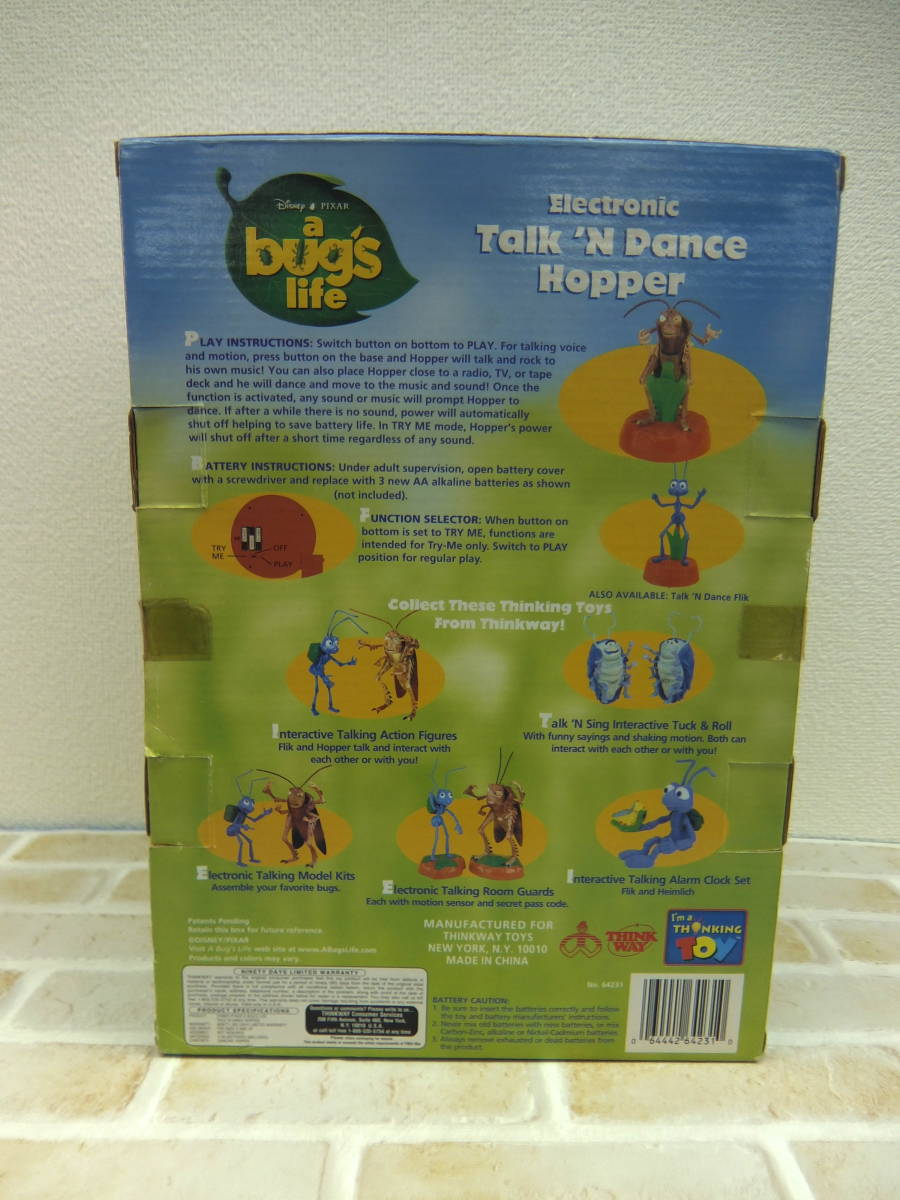 Disney PIXAR
a
bug's
life
Electronic
Talk 'N Dance
Hopper
PLAY INSTRUCTIONS: Switch button on bottom to PLAY. For talking voice
and motion, press button on the base and Hopper will talk and rock to
his own music! You can also place Hopper close to a radio, TV, or tape
deck and he will dance and move to the music and sound! Once the
function is activated, any sound or music will prompt Hopper to
dance. If after a while there is no sound, power will automatically
shut off helping to save battery life. In TRY ME mode, Hopper's power
will shut off after a short time regardless of any sound.
BATTERY INSTRUCTIONS: Under adult supervision, open battery cover
with a screwdriver and replace with 3 new AA alkaline batteries as shown
(not included).
FUNCTION SELECTOR: When button on
bottom is set to TRY ME, functions are
intended for Try-Me only. Switch to PLAY
position for regular play.
TRY
ME
OFF
PLAY
ALSO AVAILABLE: Talk 'N Dance Flik
Collect These Thinking Toys
From Thinkway!
Interactive Talking Action Figures
Flik and Hopper talk and interact with
each other or with you!
Talk 'N Sing Interactive Tuck & Roll
With funny sayings and shaking motion. Both can
interact with each other or with you!
Electronic Talking Model Kits
Assemble your favorite bugs.
Electronic Talking Room Guards
Each with motion sensor and secret pass code.
Interactive Talking Alarm Clock Set
Flik and Heimlich
Patents Pending
Retain this box for future reference.
©DISNEY/PIXAR
Visit A Bug's Life web site at www.ABugsLife.com
Products and colors may vary.
MANUFACTURED FOR
THINKWAY TOYS
NEW YORK, N.Y. 10010
MADE IN CHINA
THINK
WAY
I'm a
THINKING
TOY
NINETY DAYS LIMITED WARRANTY
PRODUCT SPECIFICATIONS
Questions or comments? Please write to us in...
THINKWAY Consumer Services
N.Y. 10010 U.S.A.
BATTERY CAUTION:
1. Be sure to insert the batteries correctly and follow
the toy and battery manufacturers' instructions.
2. Never mix old batteries with new batteries, or mix
Carbon-Zinc, alkaline or Nickel-Cadmium batteries.
3. Always remove exhausted or dead batteries from
the product.
No. 64231
0 64442 64231 0